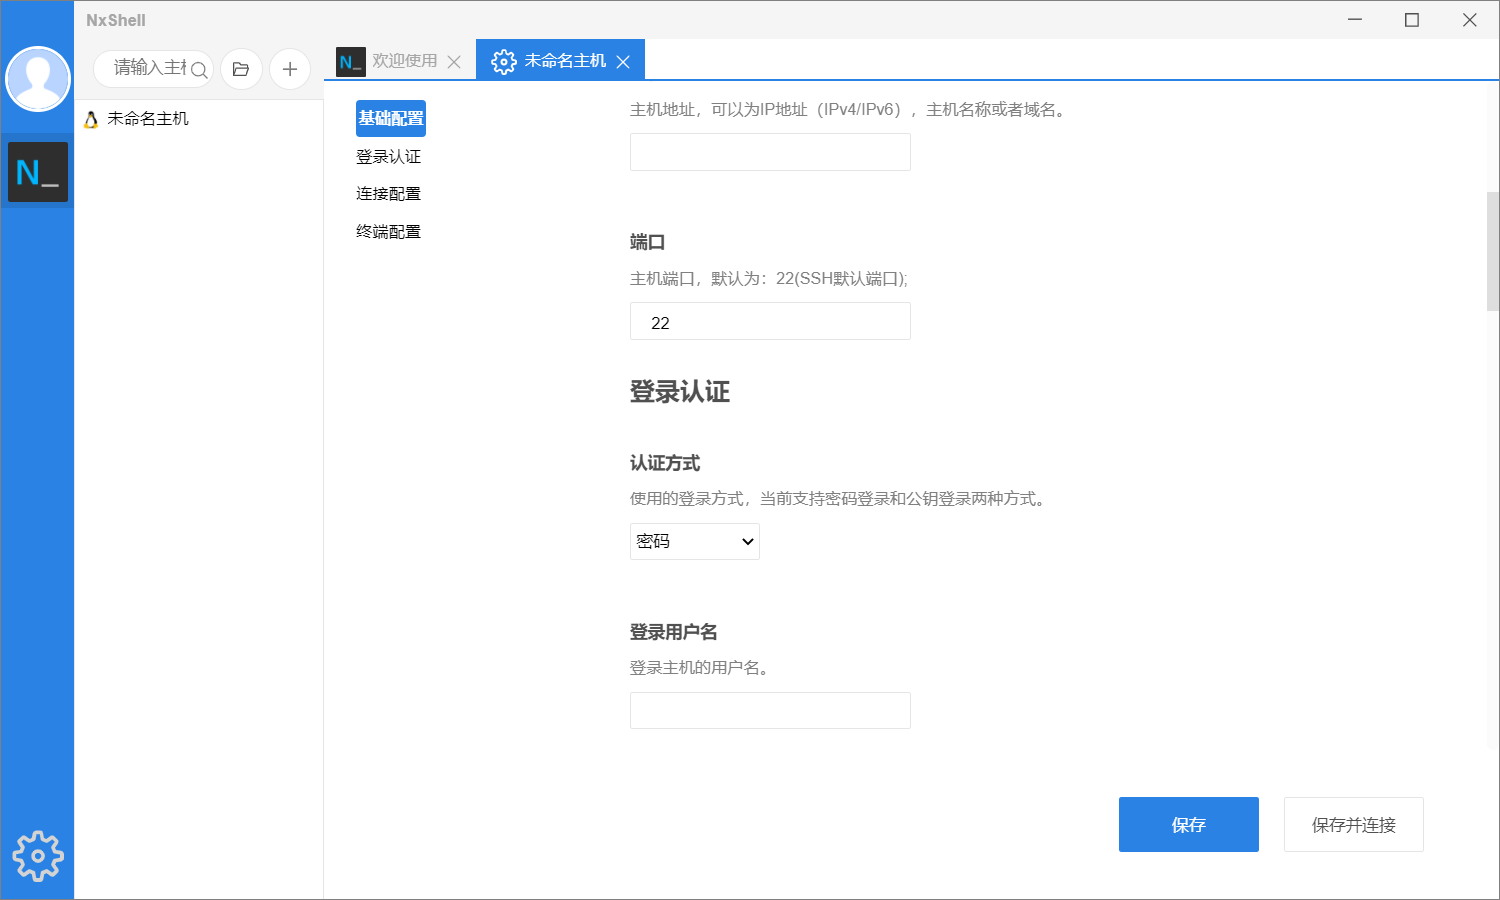 NxShell
请输入主机
N_ 欢迎使用
未命名主机
未命名主机
N_
基础配置
登录认证
连接配置
终端配置
主机地址，可以为IP地址（IPv4/IPv6），主机名称或者域名。
端口
主机端口，默认为：22(SSH默认端口);
22
登录认证
认证方式
使用的登录方式，当前支持密码登录和公钥登录两种方式。
密码
登录用户名
登录主机的用户名。
保存
保存并连接